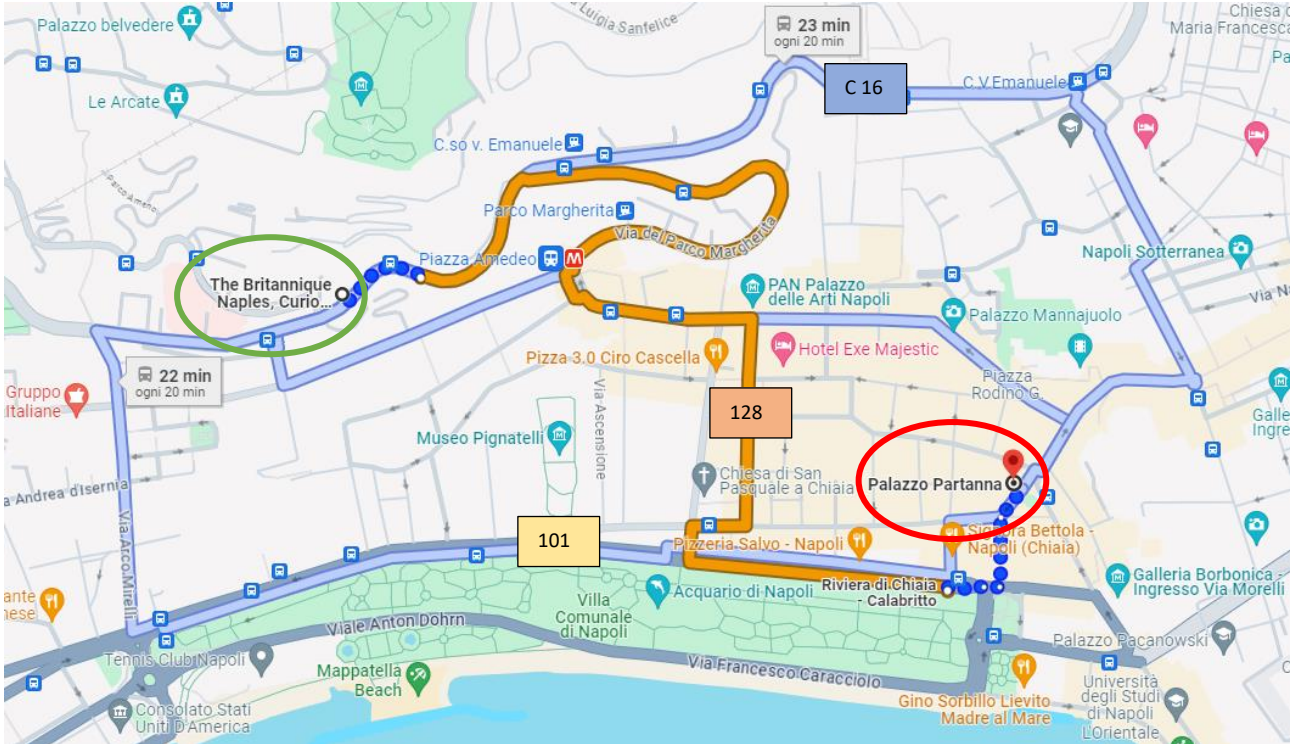 Palazzo belvedere
Luigia Sanfelice
23 min
ogni 20 min
Chiesa
Maria Francesca
Le Arcate
C 16
C.V.Emanuele
C.so v. Emanuele
Parco Margherita
Via del Parco Margherita
Piazza Amedeo
M
Napoli Sotterranea
The Britannique
Naples, Curio...
PAN Palazzo
delle Arti Napoli
Palazzo Mannajuolo
Pizza 3.0 Ciro Cascella
Hotel Exe Majestic
Piazza
Rodinò G.
22 min
ogni 20 min
Gruppo
Italiane
Via Ascensione
128
Museo Pignatelli
Chiesa di San
Pasquale a Chiaia
Palazzo Partanna
a Andrea d'Isernia
Via Arco Mirelli
101
Pizzeria Salvo - Napoli
Signora Bettola -
Napoli (Chiaia)
Riviera di Chiaia
- Calabritto
Acquario di Napoli
Galleria Borbonica -
Ingresso Via Morelli
Villa
Comunale
di Napoli
Viale Anton Dohrn
Palazzo Pacanowski
Tennis Club Napoli
Mappatella
Beach
Via Francesco Caracciolo
Gino Sorbillo Lievito
Madre al Mare
Università
degli Studi
di Napoli
L'Orientale
Consolato Stati
Uniti D'America